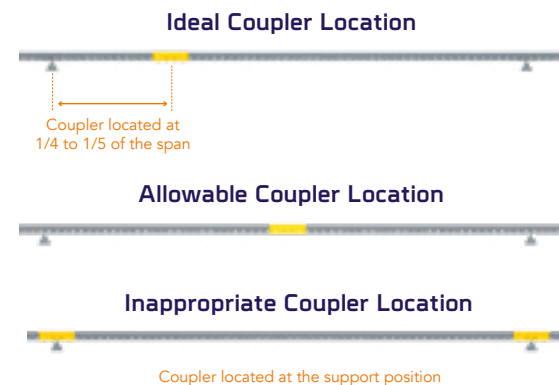 Ideal Coupler Location
Coupler located at
1/4 to 1/5 of the span
Allowable Coupler Location
Inappropriate Coupler Location
Coupler located at the support position